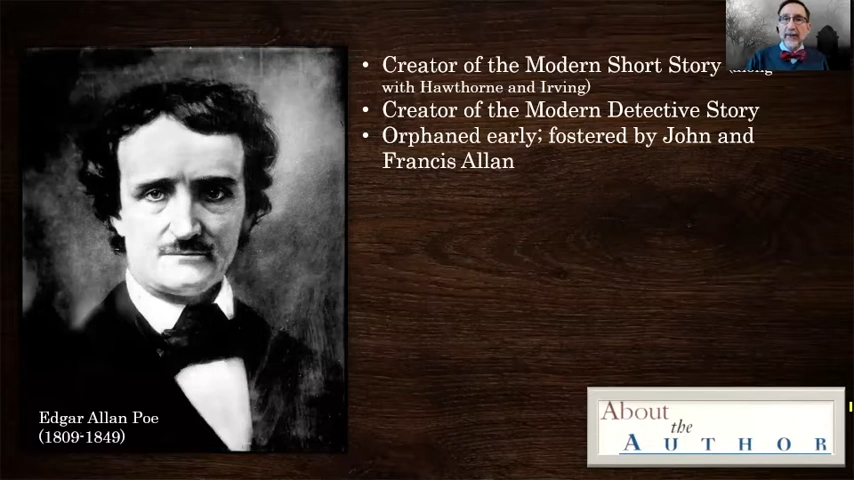 • Creator of the Modern Short Story
with Hawthorne and Irving)
• Creator of the Modern Detective Story
• Orphaned early; fostered by John and
Francis Allan
Edgar Allan Poe
(1809-1849)
About
the
AUTHOR